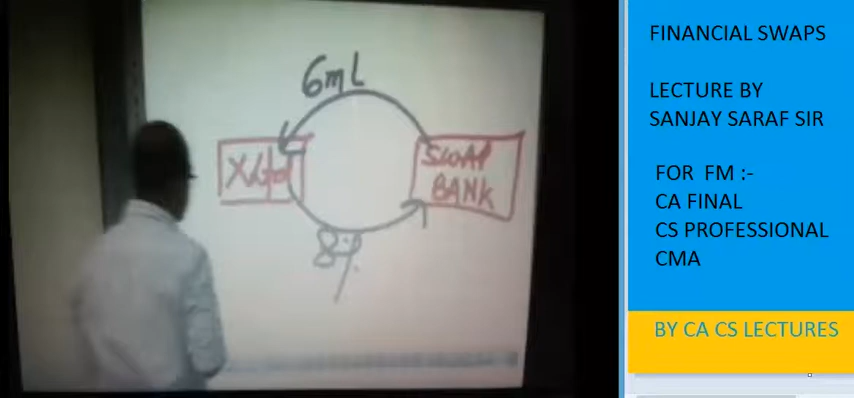 6mL
X Ltd
SWAP
BANK
8%
FINANCIAL SWAPS
LECTURE BY
SANJAY SARAF SIR
FOR FM :-
CA FINAL
CS PROFESSIONAL
CMA
BY CA CS LECTURES